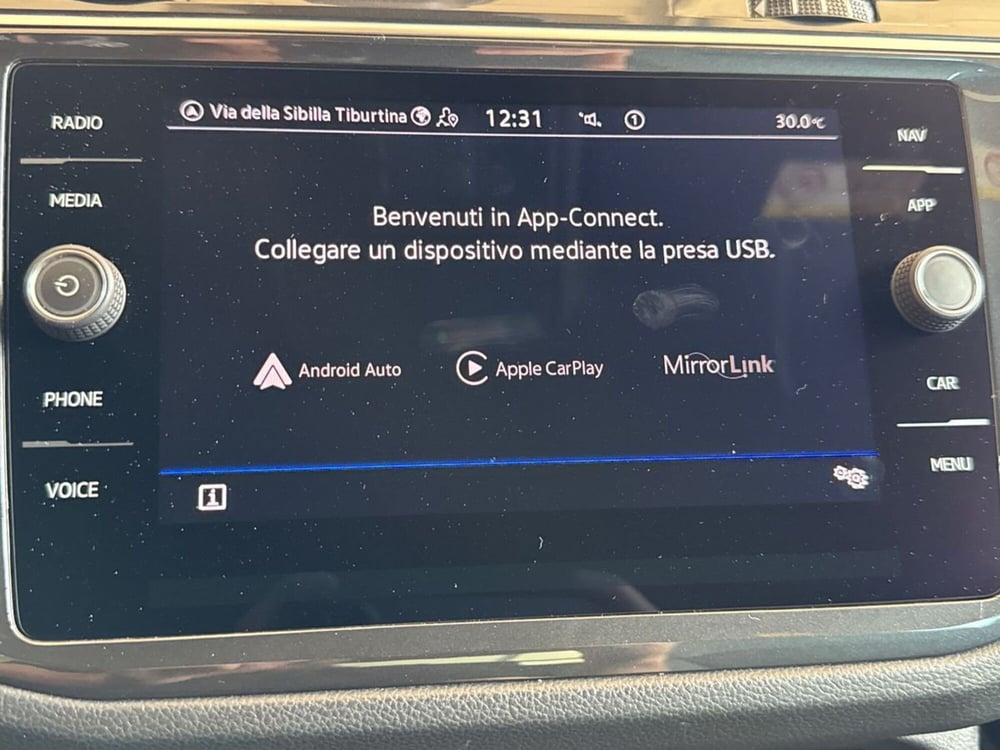 RADIO
MEDIA
PHONE
VOICE
Via della Sibilla Tiburtina 12:31 1 30.0°C
Benvenuti in App-Connect.
Collegare un dispositivo mediante la presa USB.
Android Auto Apple CarPlay MirrorLink
i
NAV
APP
CAR
MENU